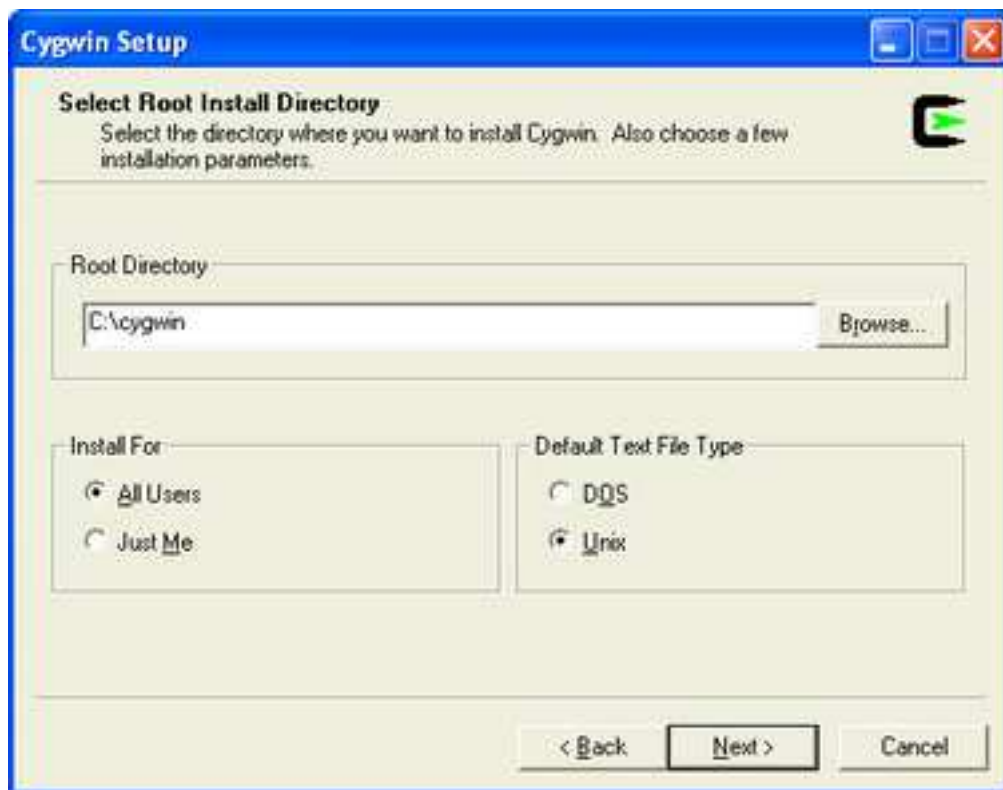 Cygwin Setup
Select Root Install Directory
Select the directory where you want to install Cygwin. Also choose a few
installation parameters.
Root Directory
C:\cygwin
Browse...
Install For
All Users
Just Me
Default Text File Type
DOS
Unix
< Back
Next >
Cancel